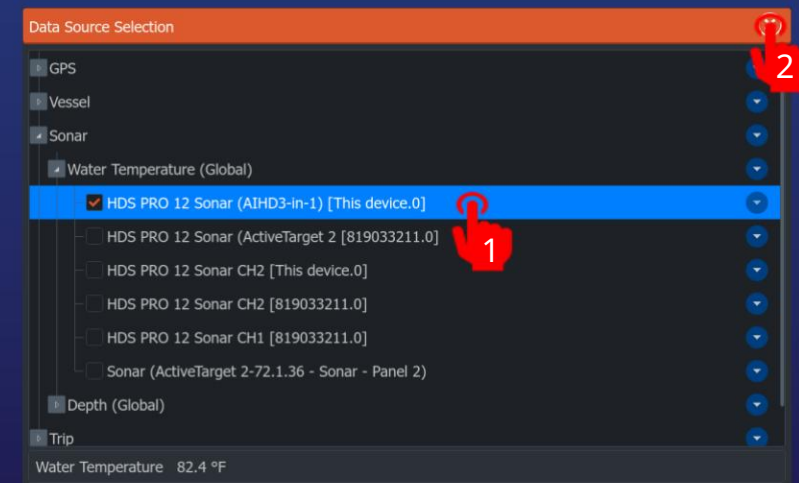 Data Source Selection
2
GPS
Vessel
Sonar
Water Temperature (Global)
HDS PRO 12 Sonar (AIHD3-in-1) [This device.0]
1
HDS PRO 12 Sonar (ActiveTarget 2 [819033211.0]
HDS PRO 12 Sonar CH2 [This device.0]
HDS PRO 12 Sonar CH2 [819033211.0]
HDS PRO 12 Sonar CH1 [819033211.0]
Sonar (ActiveTarget 2-72.1.36 - Sonar - Panel 2)
Depth (Global)
Trip
Water Temperature 82.4 °F